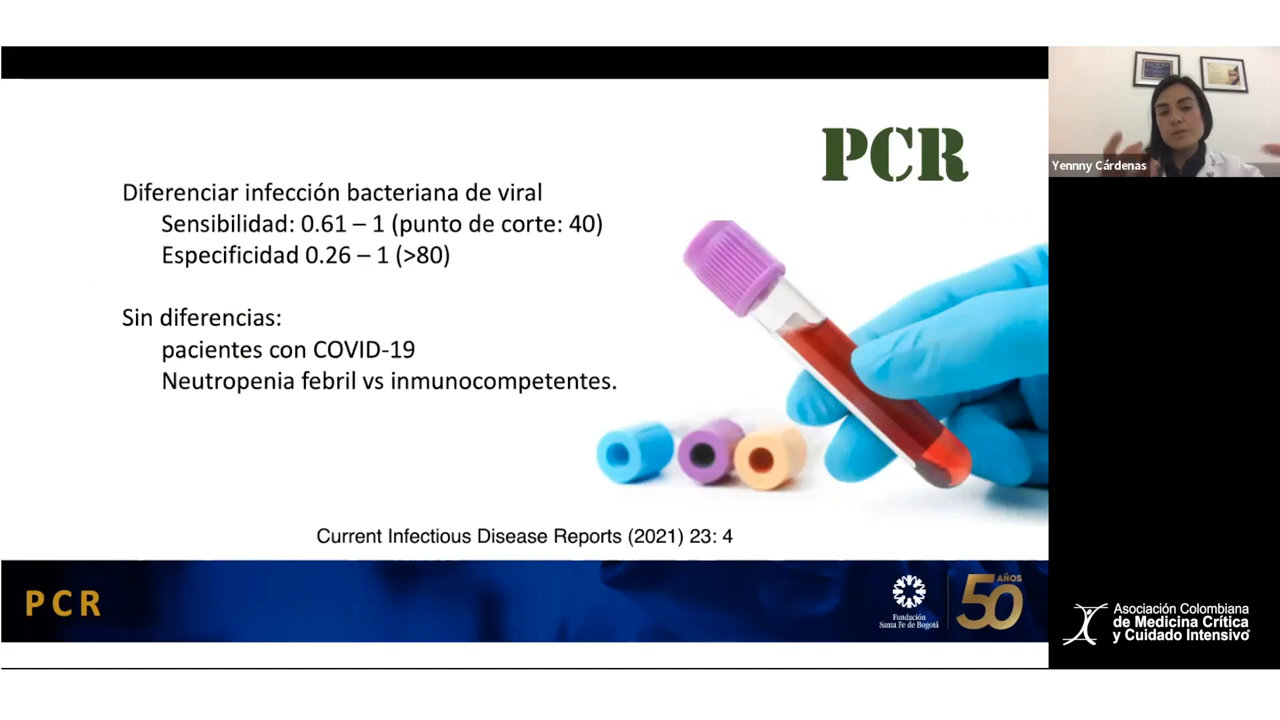 PCR
Diferenciar infección bacteriana de viral
Sensibilidad: 0.61 – 1 (punto de corte: 40)
Especificidad 0.26 – 1 (>80)
Sin diferencias:
pacientes con COVID-19
Neutropenia febril vs inmunocompetentes.
Current Infectious Disease Reports (2021) 23: 4
PCR
Fundación
Santa Fe de Bogotá
50
AÑOS
Yennny Cárdenas
Asociación Colombiana
de Medicina Crítica
y Cuidado Intensivo